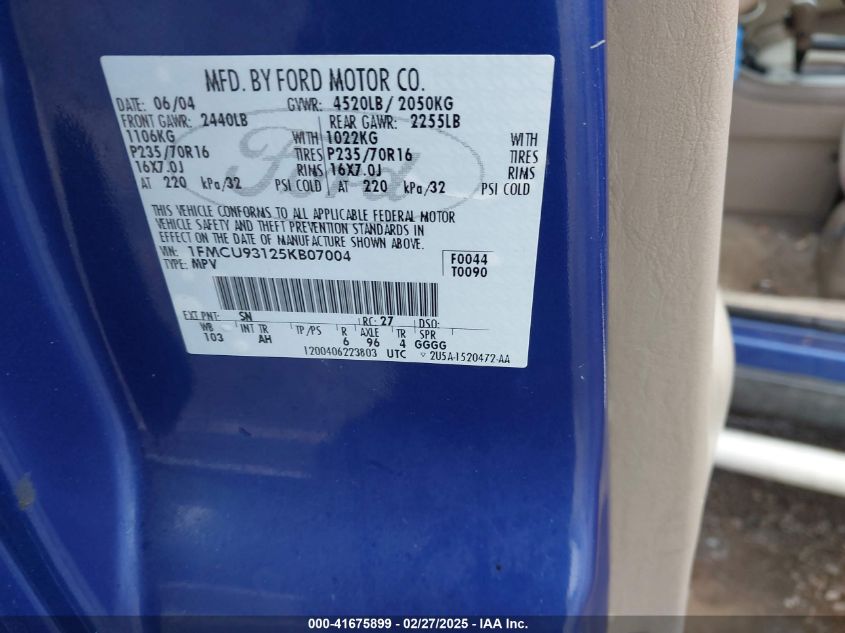 MFD. BY FORD MOTOR CO.
DATE: 06/04 GVWR: 4520LB/ 2050KG
FRONT GAWR: 2440LB REAR GAWR: 2255LB
1106KG WITH 1022KG WITH
P235/70R16 TIRES P235/70R16 TIRES
16X7.0J RIMS 16X7.0J RIMS
AT 220 kPa/32 PSI COLD AT 220 kPa/32 PSI COLD
Ford
THIS VEHICLE CONFORMS TO ALL APPLICABLE FEDERAL MOTOR
VEHICLE SAFETY AND THEFT PREVENTION STANDARDS IN
EFFECT ON THE DATE OF MANUFACTURE SHOWN ABOVE.
VIN: 1FMCU93125KB07004 F0044
TYPE: MPV T0090
EXT PNT: SN RC: 27 DSO:
WB INT TR TP/PS R AXLE TR SPR
103 AH 6 96 4 GGGG
1200406223803 UTC 2U5A-1520472-AA
000-41675899 - 02/27/2025 - IAA Inc.